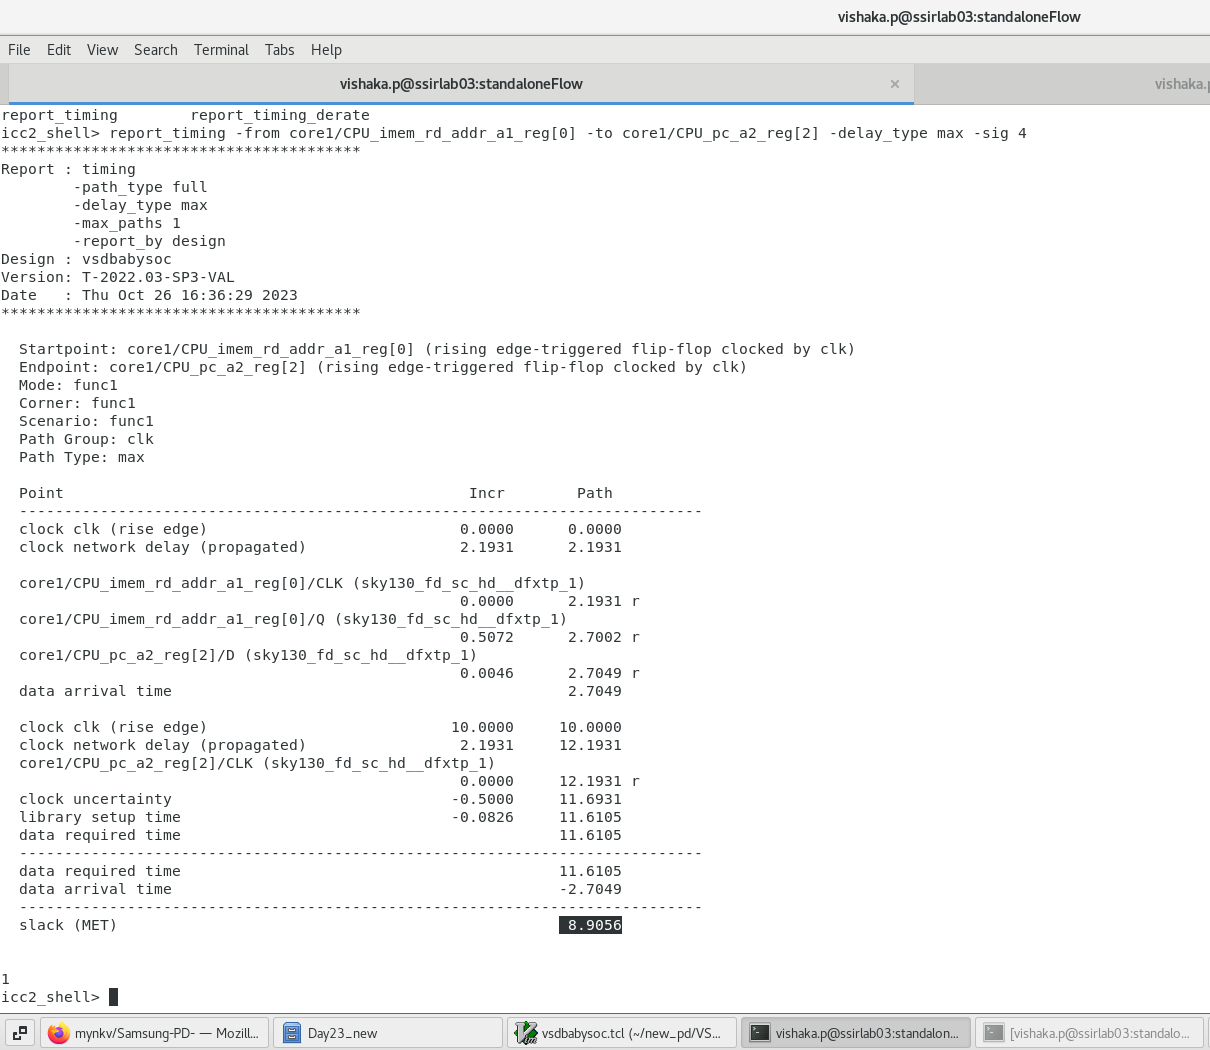 vishaka.p@ssirlab03:standaloneFlow
File Edit View Search Terminal Tabs Help
vishaka.p@ssirlab03:standaloneFlow × vishaka.p
report_timing        report_timing_derate
icc2_shell> report_timing -from core1/CPU_imem_rd_addr_a1_reg[0] -to core1/CPU_pc_a2_reg[2] -delay_type max -sig 4
****************************************
Report : timing
        -path_type full
        -delay_type max
        -max_paths 1
        -report_by design
Design : vsdbabysoc
Version: T-2022.03-SP3-VAL
Date   : Thu Oct 26 16:36:29 2023
****************************************
  Startpoint: core1/CPU_imem_rd_addr_a1_reg[0] (rising edge-triggered flip-flop clocked by clk)
  Endpoint: core1/CPU_pc_a2_reg[2] (rising edge-triggered flip-flop clocked by clk)
  Mode: func1
  Corner: func1
  Scenario: func1
  Path Group: clk
  Path Type: max
  Point                                             Incr        Path
  ----------------------------------------------------------------------------
  clock clk (rise edge)                            0.0000      0.0000
  clock network delay (propagated)                 2.1931      2.1931
  core1/CPU_imem_rd_addr_a1_reg[0]/CLK (sky130_fd_sc_hd__dfxtp_1)
                                                   0.0000      2.1931 r
  core1/CPU_imem_rd_addr_a1_reg[0]/Q (sky130_fd_sc_hd__dfxtp_1)
                                                   0.5072      2.7002 r
  core1/CPU_pc_a2_reg[2]/D (sky130_fd_sc_hd__dfxtp_1)
                                                   0.0046      2.7049 r
  data arrival time                                            2.7049
  clock clk (rise edge)                           10.0000     10.0000
  clock network delay (propagated)                 2.1931     12.1931
  core1/CPU_pc_a2_reg[2]/CLK (sky130_fd_sc_hd__dfxtp_1)
                                                   0.0000     12.1931 r
  clock uncertainty                               -0.5000     11.6931
  library setup time                              -0.0826     11.6105
  data required time                                          11.6105
  ----------------------------------------------------------------------------
  data required time                                          11.6105
  data arrival time                                           -2.7049
  ----------------------------------------------------------------------------
  slack (MET)                                                  8.9056
1
icc2_shell>
mynkv/Samsung-PD- — Mozill... Day23_new vsdbabysoc.tcl (~/new_pd/VS... vishaka.p@ssirlab03:standalon... [vishaka.p@ssirlab03:standalo...